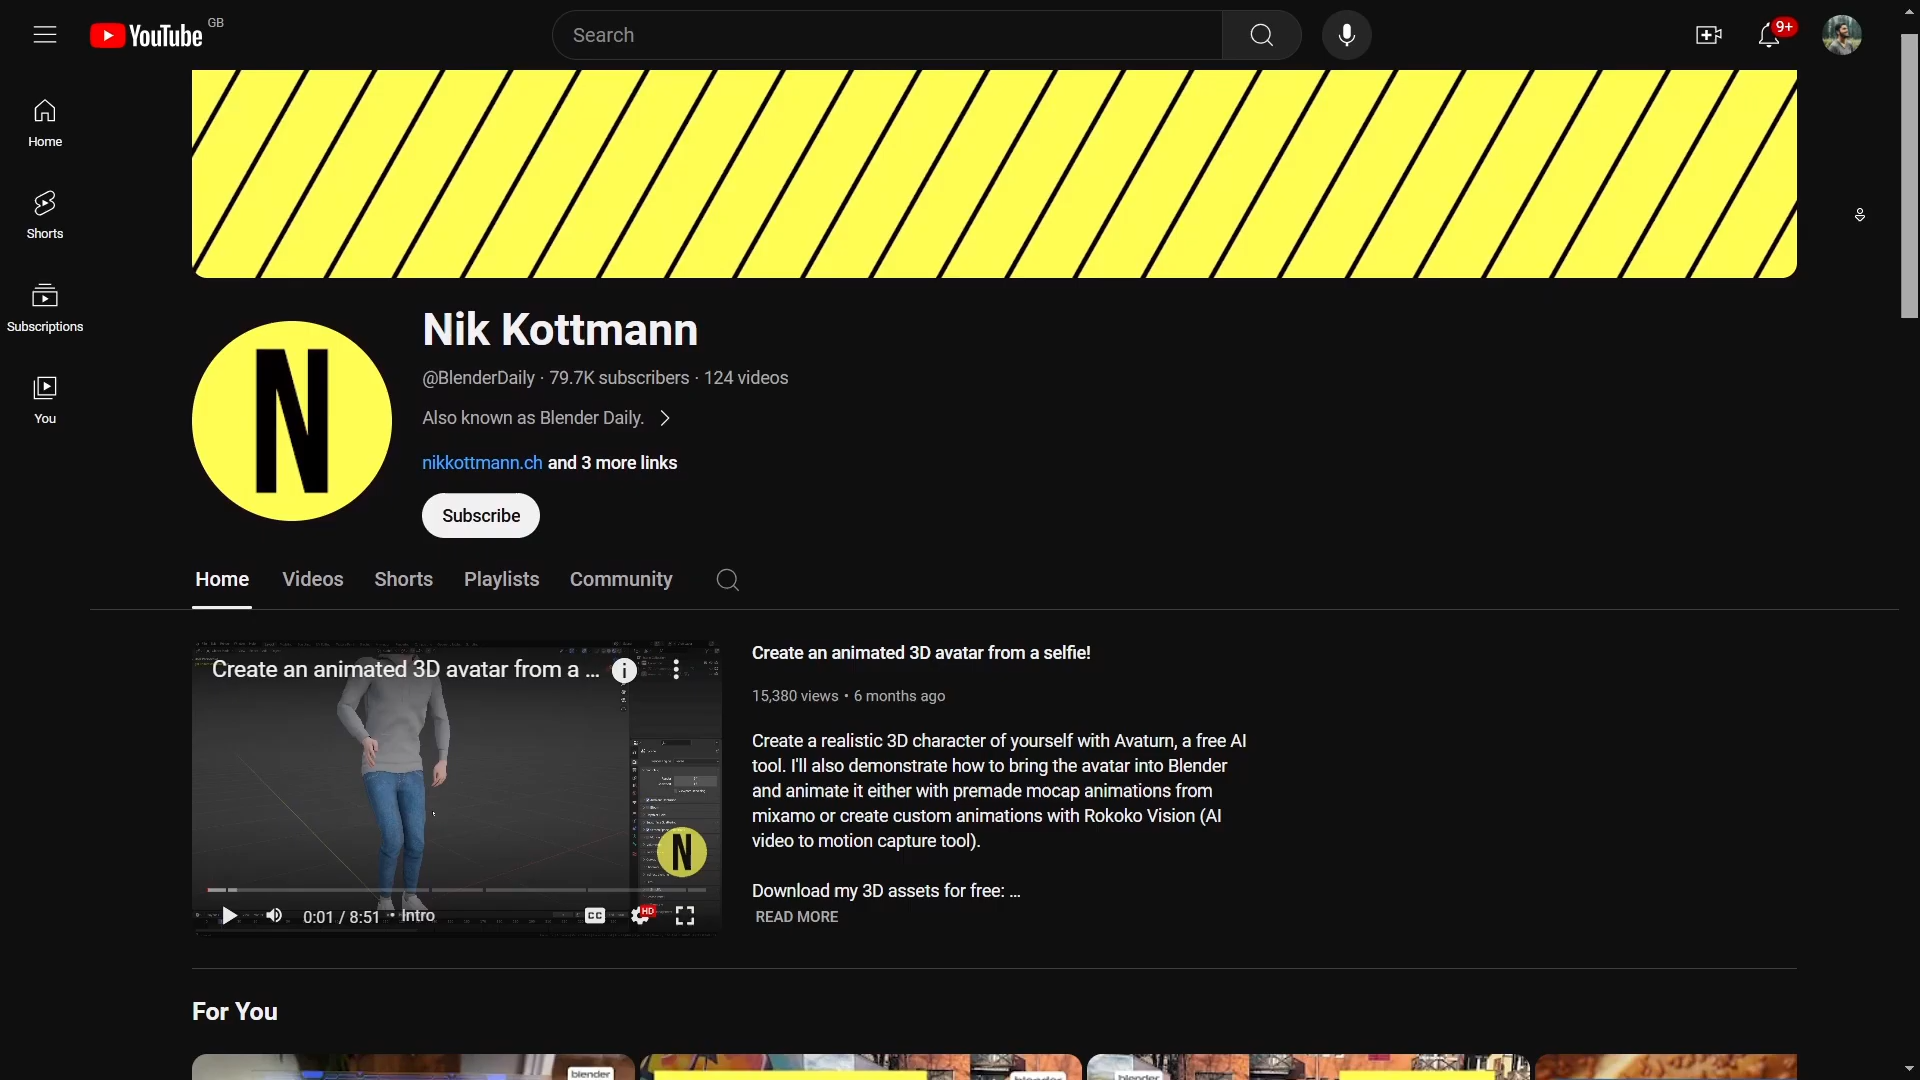 YouTube GB
Search
9+
Home
Shorts
Subscriptions
You
N
Nik Kottmann
@BlenderDaily · 79.7K subscribers · 124 videos
Also known as Blender Daily.
nikkottmann.ch and 3 more links
Subscribe
Home Videos Shorts Playlists Community
Create an animated 3D avatar from a ...
N
0:01 / 8:51 • Intro
CC
HD
Create an animated 3D avatar from a selfie!
15,380 views • 6 months ago
Create a realistic 3D character of yourself with Avaturn, a free AI
tool. I'll also demonstrate how to bring the avatar into Blender
and animate it either with premade mocap animations from
mixamo or create custom animations with Rokoko Vision (AI
video to motion capture tool).
Download my 3D assets for free: ...
READ MORE
For You
blender
blender
blender